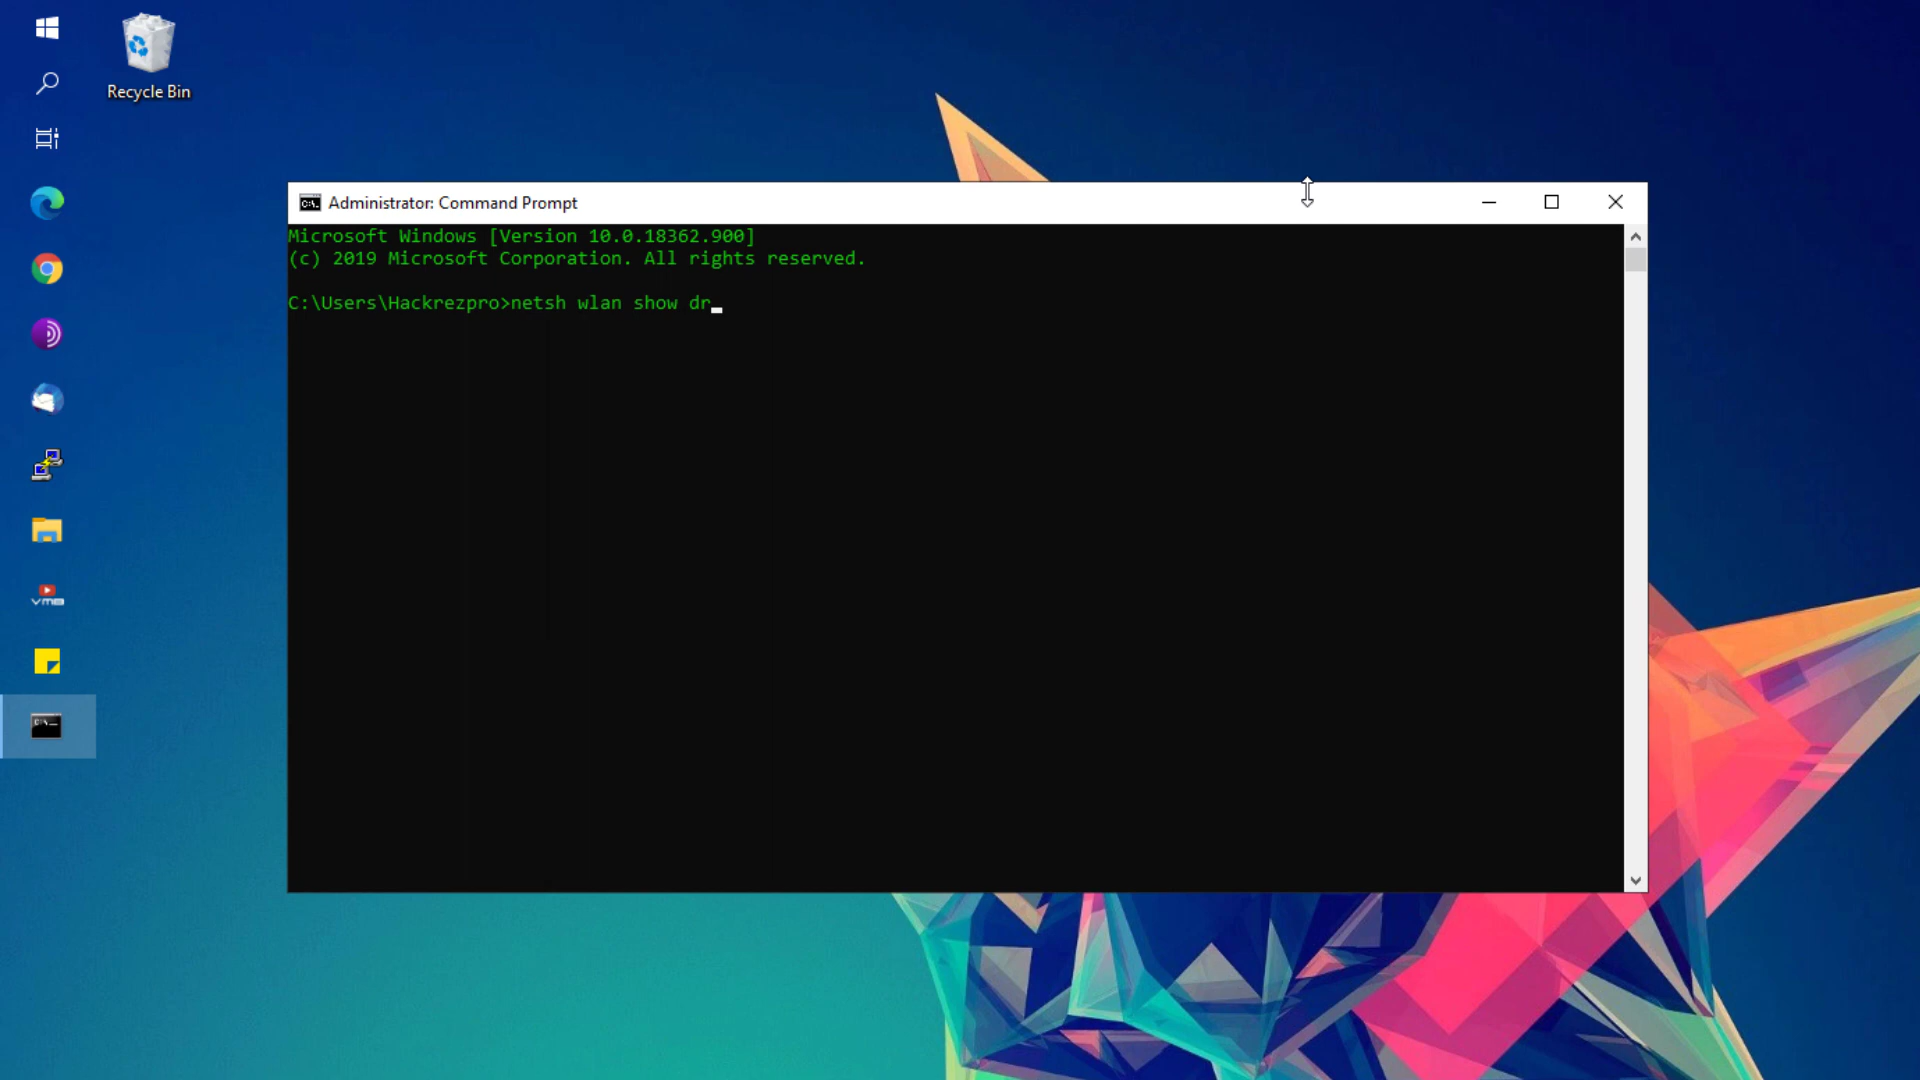 Recycle Bin
Administrator: Command Prompt
Microsoft Windows [Version 10.0.18362.900]
(c) 2019 Microsoft Corporation. All rights reserved.
C:\Users\Hackrezpro>netsh wlan show dr